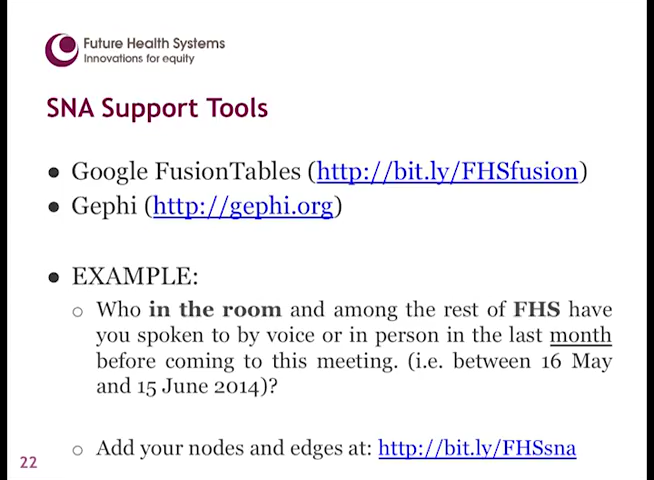 Future Health Systems
Innovations for equity
SNA Support Tools
● Google FusionTables (http://bit.ly/FHSfusion)
● Gephi (http://gephi.org)
● EXAMPLE:
○ Who in the room and among the rest of FHS have
you spoken to by voice or in person in the last month
before coming to this meeting. (i.e. between 16 May
and 15 June 2014)?
○ Add your nodes and edges at: http://bit.ly/FHSsna
22